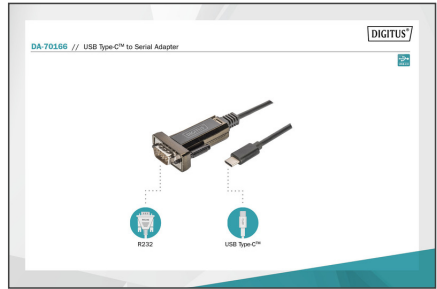 DIGITUS®
DA-70166 // USB Type-C™ to Serial Adapter
R232
USB Type-C™